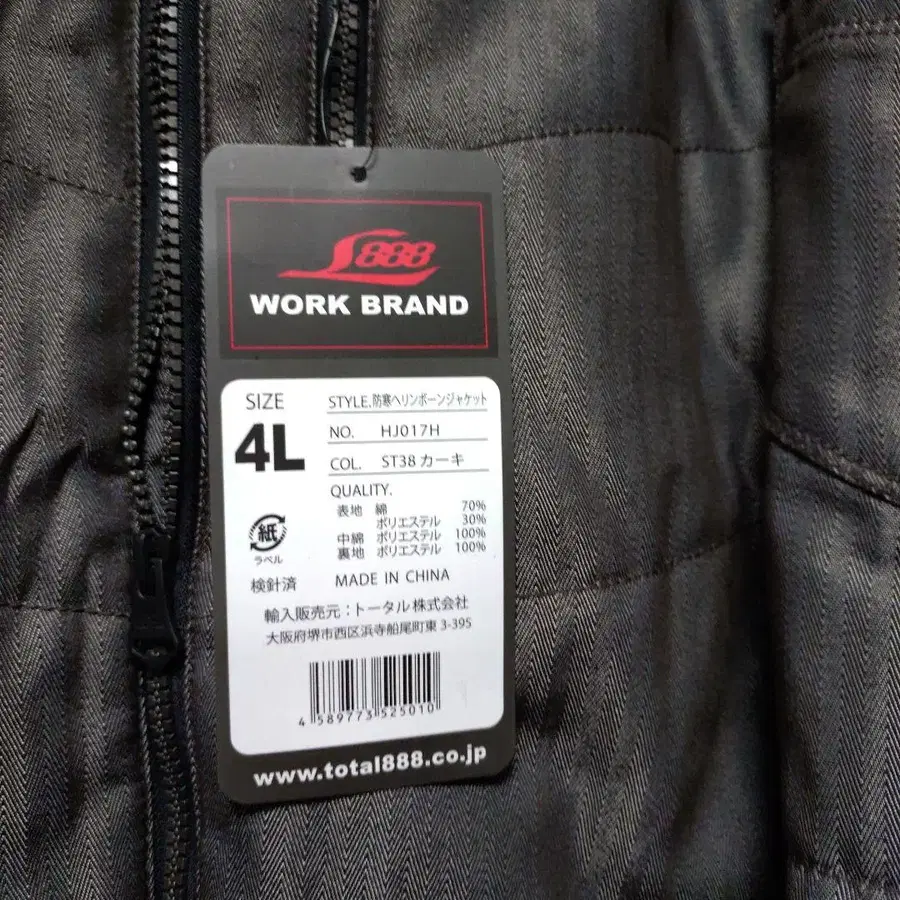 888
WORK BRAND
SIZE
4L
STYLE.防寒ヘリンボーンジャケット
NO. HJ017H
COL. ST38 カーキ
QUALITY.
表地 綿 70%
ポリエステル 30%
中綿 ポリエステル 100%
裏地 ポリエステル 100%
紙
ラベル
検針済
MADE IN CHINA
輸入販売元：トータル株式会社
大阪府堺市西区浜寺船尾町東 3-395
4 589773 525010
www.total888.co.jp